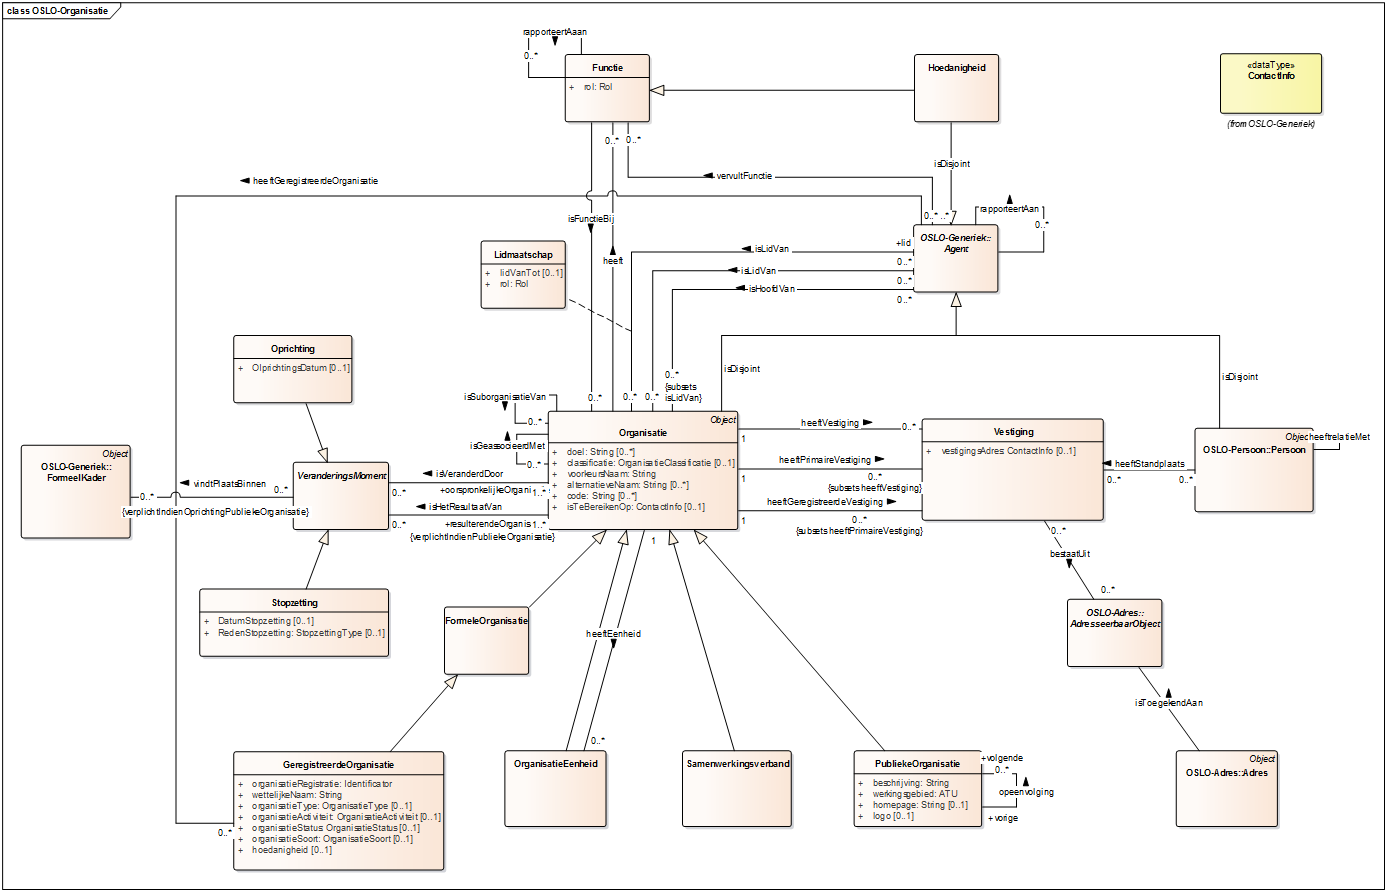 class OSLO-Organisatie
rapporteertAaan
0..*
Functie
+ rol: Rol
Hoedanigheid
«dataType»
ContactInfo
(from OSLO-Generiek)
0..*
0..*
isDisjoint
vervultFunctie
heeftGeregistreerdeOrganisatie
isFunctieBij
heeft
0..*
..*
rapporteertAan
0..*
OSLO-Generiek::
Agent
+lid
0..*
isLidVan
isLidVan
0..*
isHoofdVan
0..*
Lidmaatschap
+ lidVanTot [0..1]
+ rol: Rol
Oprichting
+ OlprichtingsDatum [0..1]
isDisjoint
isDisjoint
0..*
{subsets
isLidVan}
0..*
0..*
0..*
isSuborganisatieVan
0..*
isGeassocieerdMet
0..*
Object
Organisatie
+ doel: String [0..*]
+ classificatie: OrganisatieClassificatie [0..1]
+ voorkeursNaam: String
+ alternatieveNaam: String [0..*]
+ code: String [0..*]
+ isTeBereikenOp: ContactInfo [0..1]
heeftVestiging
0..*
1
heeftPrimaireVestiging
1
0..*
{subsets heeftVestiging}
heeftGeregistreerdeVestiging
1
0..*
{subsets heeftPrimaireVestiging}
Vestiging
+ vestigingsAdres: ContactInfo [0..1]
heeftStandplaats
0..*
0..*
Object
heeftrelatieMet
OSLO-Persoon::Persoon
Object
OSLO-Generiek::
FormeelKader
vindtPlaatsBinnen
0..*
0..*
{verplichtIndienOprichtingPubliekeOrganisatie}
VeranderingsMoment
isVeranderdDoor
0..*
+oorspronkelijkeOrgani
1..*
isHetResultaatVan
0..*
+resulterendeOrganis
1..*
{verplichtIndienPubliekeOrganisatie}
Stopzetting
+ DatumStopzetting [0..1]
+ RedenStopzetting: StopzettingType [0..1]
FormeleOrganisatie
1
heeftEenheid
0..*
0..*
bestaatUit
0..*
OSLO-Adres::
AdresseerbaarObject
isToegekendAan
Object
OSLO-Adres::Adres
GeregistreerdeOrganisatie
+ organisatieRegistratie: Identificator
+ wettelijkeNaam: String
+ organisatieType: OrganisatieType [0..1]
+ organisatieActiviteit: OrganisatieActiviteit [0..1]
+ organisatieStatus: OrganisatieStatus [0..1]
+ organisatieSoort: OrganisatieSoort [0..1]
+ hoedanigheid [0..1]
0..*
OrganisatieEenheid
Samenwerkingsverband
PubliekeOrganisatie
+ beschrijving: String
+ werkingsgebied: ATU
+ homepage: String [0..1]
+ logo [0..1]
+volgende
0..*
opeenvolging
+vorige